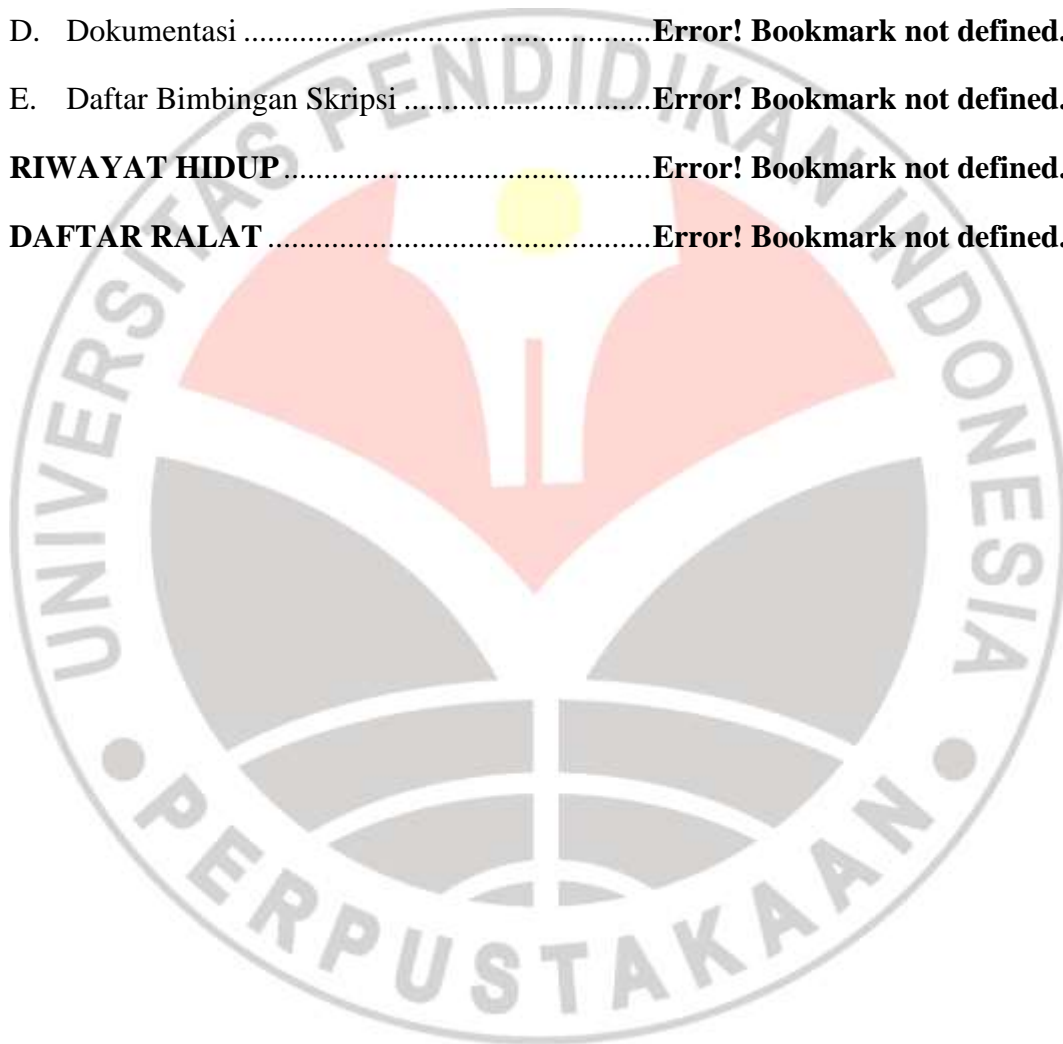 D. Dokumentasi ....................................................Error! Bookmark not defined.
E. Daftar Bimbingan Skripsi ...............................Error! Bookmark not defined.
RIWAYAT HIDUP...............................................Error! Bookmark not defined.
DAFTAR RALAT .................................................Error! Bookmark not defined.
UNIVERSITAS PENDIDIKAN INDONESIA
PERPUSTAKAAN